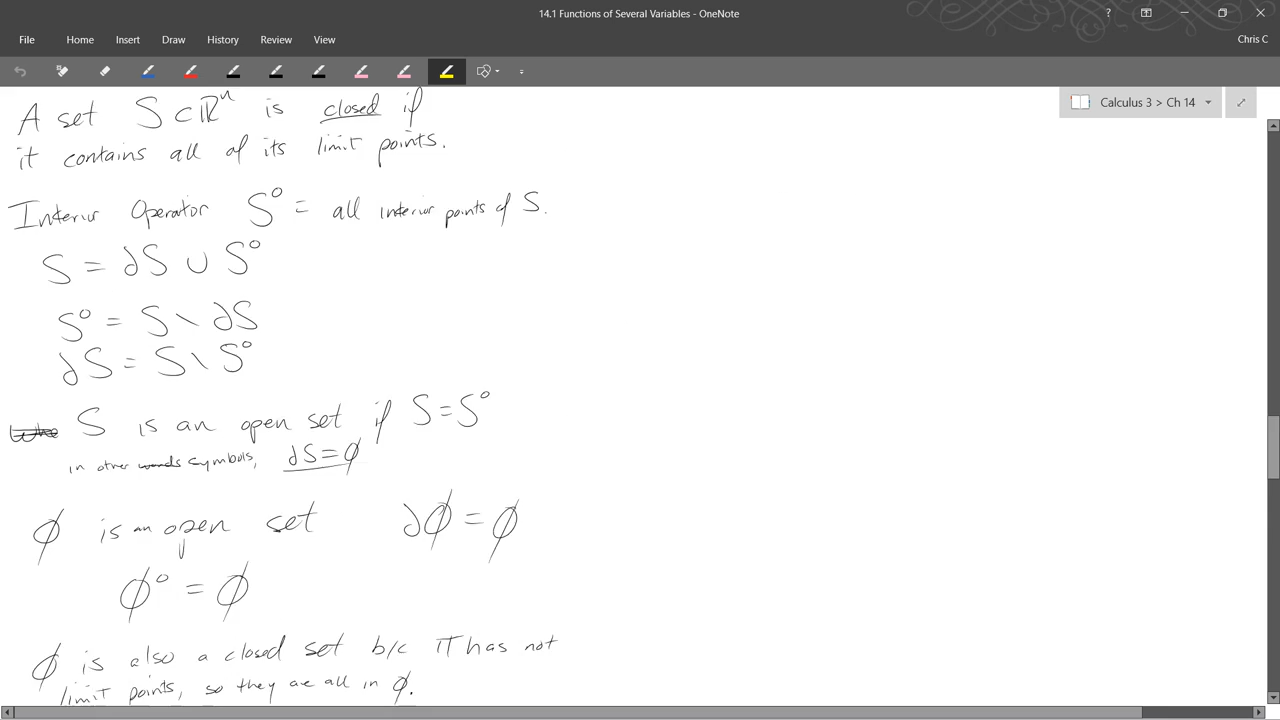 14.1 Functions of Several Variables - OneNote
File Home Insert Draw History Review View
Chris C
Calculus 3 > Ch 14
A set S⊂ℝⁿ is closed if
it contains all of its limit points.
Interior Operator S° = all interior points of S.
S = ∂S ∪ S°
S° = S \ ∂S
∂S = S \ S°
S is an open set if S = S°
in other words symbols, ∂S = ϕ
ϕ is an open set ∂ϕ = ϕ
ϕ° = ϕ
ϕ is also a closed set b/c it has not
limit points, so they are all in ϕ.